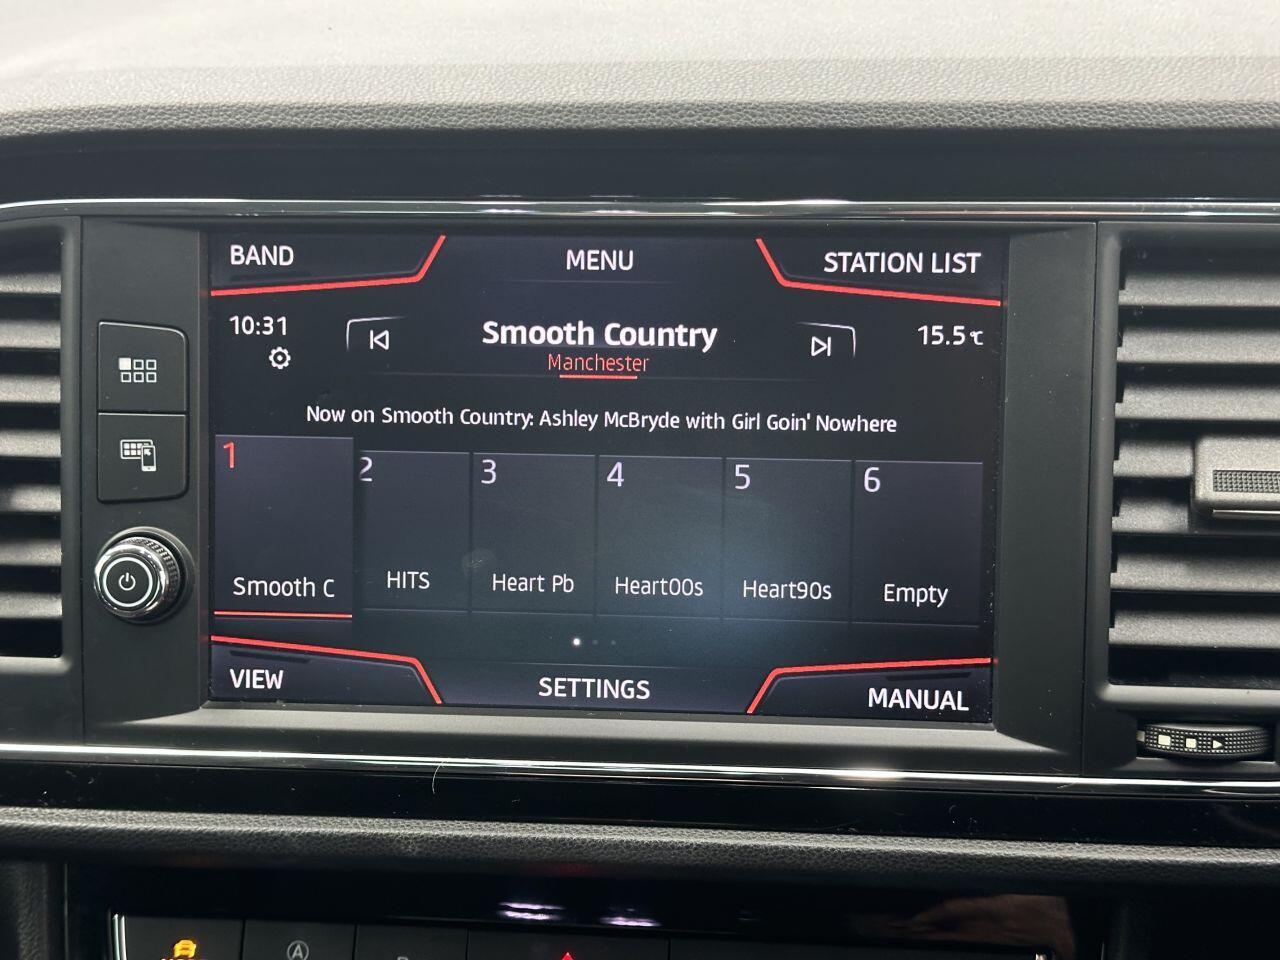 BAND MENU STATION LIST
10:31 Smooth Country 15.5°C
Manchester
Now on Smooth Country: Ashley McBryde with Girl Goin' Nowhere
1 2 3 4 5 6
Smooth C HITS Heart Pb Heart00s Heart90s Empty
VIEW SETTINGS MANUAL
A